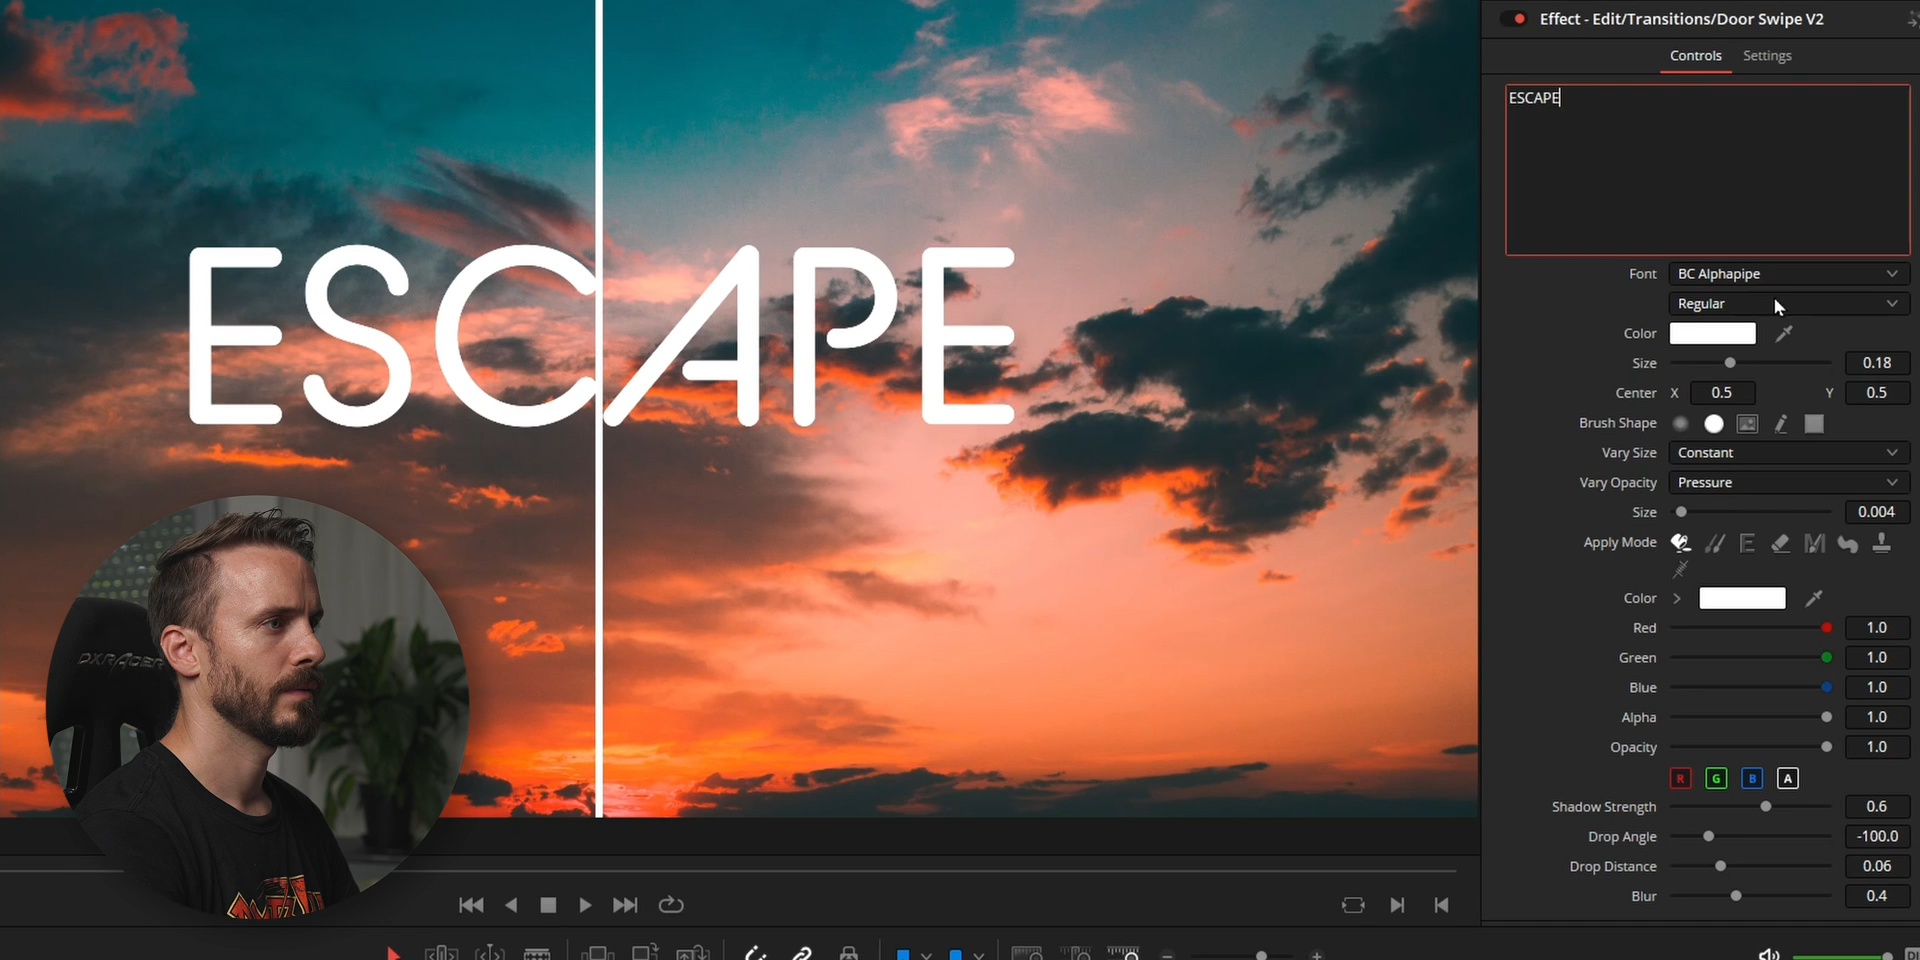 Effect - Edit/Transitions/Door Swipe V2
Controls Settings
ESCAPE
Font BC Alphapipe
Regular
Color
Size 0.18
Center X 0.5 Y 0.5
Brush Shape
Vary Size Constant
Vary Opacity Pressure
Size 0.004
Apply Mode
Color
Red 1.0
Green 1.0
Blue 1.0
Alpha 1.0
Opacity 1.0
R G B A
Shadow Strength 0.6
Drop Angle -100.0
Drop Distance 0.06
Blur 0.4
ESCAPE
DXRACER